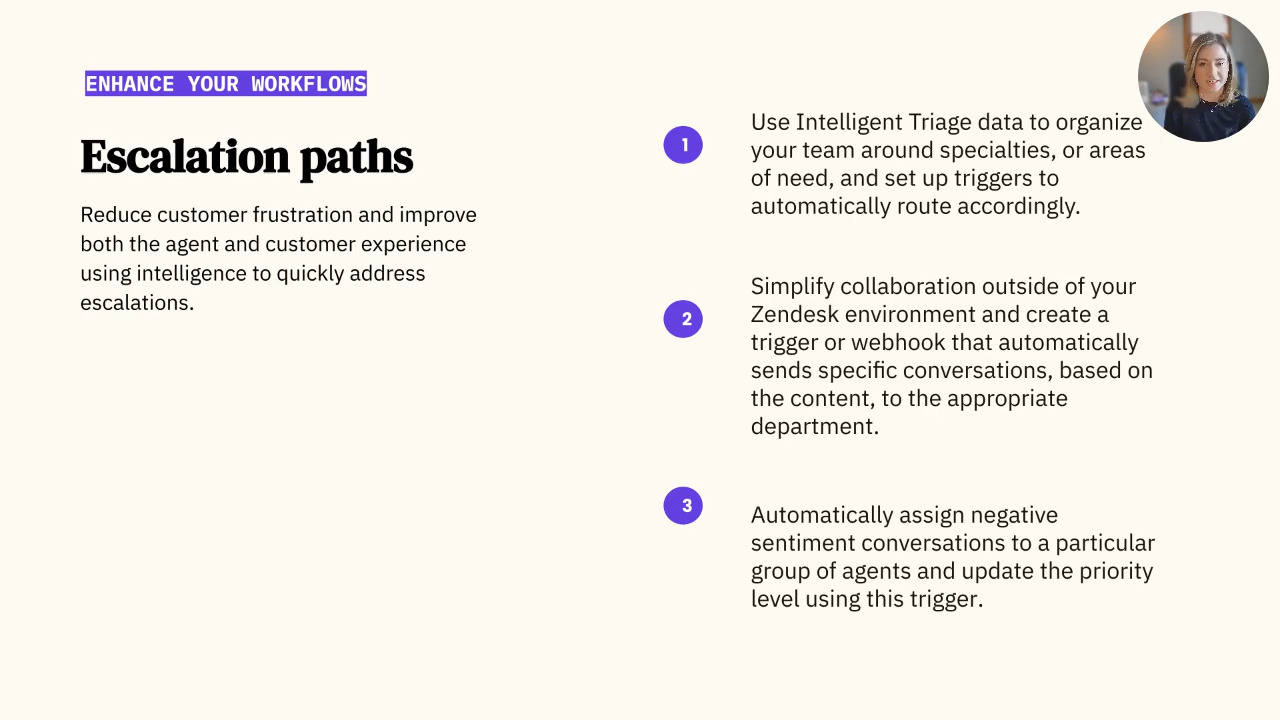 ENHANCE YOUR WORKFLOWS
Escalation paths
Reduce customer frustration and improve
both the agent and customer experience
using intelligence to quickly address
escalations.
1
Use Intelligent Triage data to organize
your team around specialties, or areas
of need, and set up triggers to
automatically route accordingly.
2
Simplify collaboration outside of your
Zendesk environment and create a
trigger or webhook that automatically
sends specific conversations, based on
the content, to the appropriate
department.
3
Automatically assign negative
sentiment conversations to a particular
group of agents and update the priority
level using this trigger.